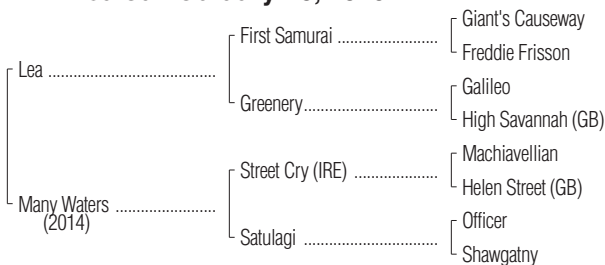 Giant's Causeway
First Samurai
Freddie Frisson
Lea
Galileo
Greenery
High Savannah (GB)
Machiavellian
Street Cry (IRE)
Helen Street (GB)
Many Waters
(2014)
Officer
Satulagi
Shawgatny